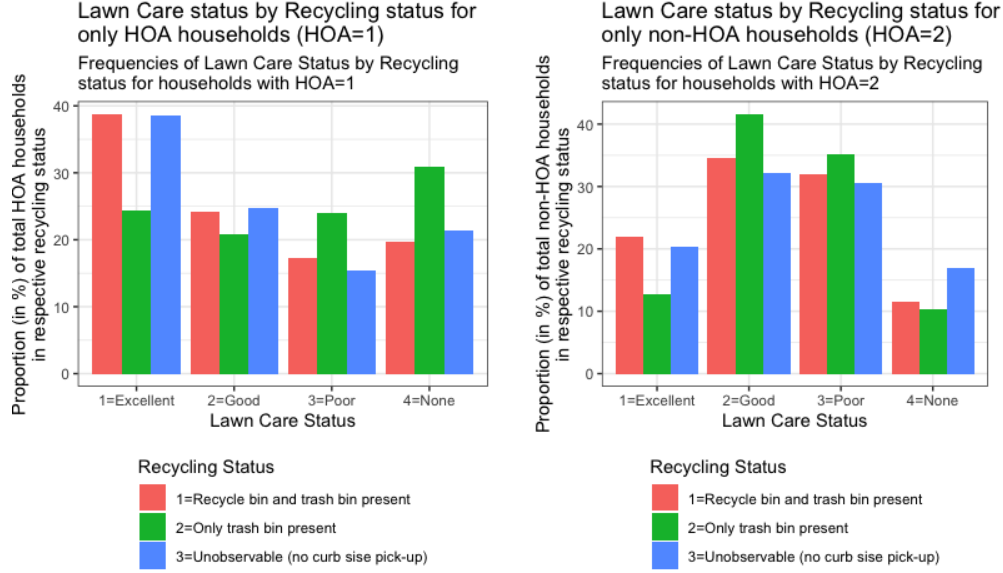 Lawn Care status by Recycling status for
only HOA households (HOA=1)
Frequencies of Lawn Care Status by Recycling
status for households with HOA=1
Proportion (in %) of total HOA households
in respective recycling status
40
30
20
10
0
1=Excellent
2=Good
3=Poor
4=None
Lawn Care Status
Recycling Status
1=Recycle bin and trash bin present
2=Only trash bin present
3=Unobservable (no curb sise pick-up)
Lawn Care status by Recycling status for
only non-HOA households (HOA=2)
Frequencies of Lawn Care Status by Recycling
status for households with HOA=2
Proportion (in %) of total non-HOA households
in respective recycling status
40
30
20
10
0
1=Excellent
2=Good
3=Poor
4=None
Lawn Care Status
Recycling Status
1=Recycle bin and trash bin present
2=Only trash bin present
3=Unobservable (no curb sise pick-up)